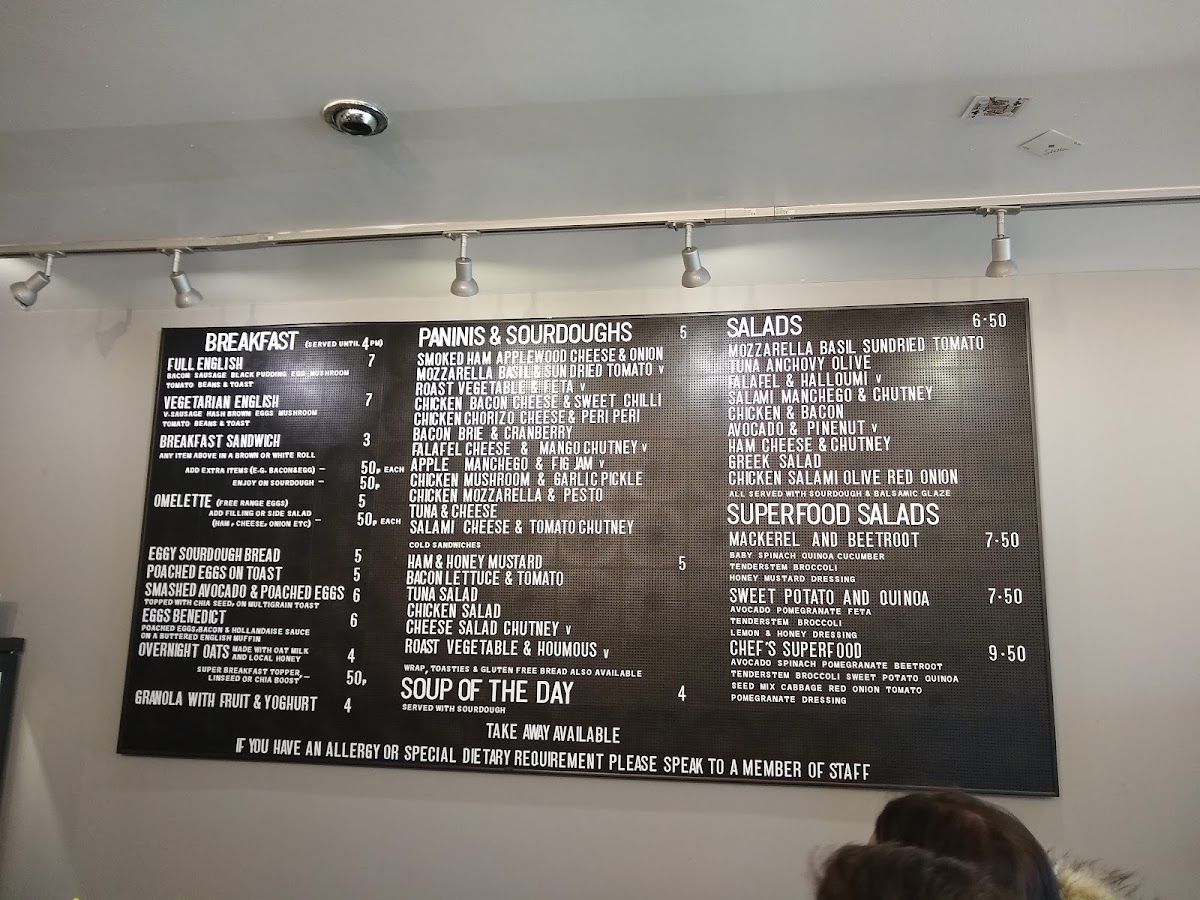 BREAKFAST (SERVED UNTIL 4PM)
FULL ENGLISH 7
BACON SAUSAGE BLACK PUDDING EGG MUSHROOM
TOMATO BEANS & TOAST
VEGETARIAN ENGLISH 7
V-SAUSAGE HASH BROWN EGGS MUSHROOM
TOMATO BEANS & TOAST
BREAKFAST SANDWICH 3
ANY ITEM ABOVE IN A BROWN OR WHITE ROLL
ADD EXTRA ITEMS (E.G. BACON&EGG) – 50P EACH
ENJOY ON SOURDOUGH – 50P
OMELETTE (FREE RANGE EGGS) 5
ADD FILLING OR SIDE SALAD
(HAM, CHEESE, ONION ETC) – 50P EACH
EGGY SOURDOUGH BREAD 5
POACHED EGGS ON TOAST 5
SMASHED AVOCADO & POACHED EGGS 6
TOPPED WITH CHIA SEED, ON MULTIGRAIN TOAST
EGGS BENEDICT 6
POACHED EGGS, BACON & HOLLANDAISE SAUCE
ON A BUTTERED ENGLISH MUFFIN
OVERNIGHT OATS MADE WITH OAT MILK
AND LOCAL HONEY 4
SUPER BREAKFAST TOPPER,
LINSEED OR CHIA BOOST – 50P
GRANOLA WITH FRUIT & YOGHURT 4
PANINIS & SOURDOUGHS 5
SMOKED HAM APPLEWOOD CHEESE & ONION
MOZZARELLA BASIL & SUNDRIED TOMATO V
ROAST VEGETABLE & FETA V
CHICKEN BACON CHEESE & SWEET CHILLI
CHICKEN CHORIZO CHEESE & PERI PERI
BACON BRIE & CRANBERRY
FALAFEL CHEESE & MANGO CHUTNEY V
APPLE MANCHEGO & FIG JAM V
CHICKEN MUSHROOM & GARLIC PICKLE
CHICKEN MOZZARELLA & PESTO
TUNA & CHEESE
SALAMI CHEESE & TOMATO CHUTNEY
COLD SANDWICHES
HAM & HONEY MUSTARD 5
BACON LETTUCE & TOMATO
TUNA SALAD
CHICKEN SALAD
CHEESE SALAD CHUTNEY V
ROAST VEGETABLE & HOUMOUS V
WRAP, TOASTIES & GLUTEN FREE BREAD ALSO AVAILABLE
SOUP OF THE DAY 4
SERVED WITH SOURDOUGH
SALADS 6·50
MOZZARELLA BASIL SUNDRIED TOMATO
TUNA ANCHOVY OLIVE
FALAFEL & HALLOUMI V
SALAMI MANCHEGO & CHUTNEY
CHICKEN & BACON
AVOCADO & PINENUT V
HAM CHEESE & CHUTNEY
GREEK SALAD
CHICKEN SALAMI OLIVE RED ONION
ALL SERVED WITH SOURDOUGH & BALSAMIC GLAZE
SUPERFOOD SALADS
MACKEREL AND BEETROOT 7·50
BABY SPINACH QUINOA CUCUMBER
TENDERSTEM BROCCOLI
HONEY MUSTARD DRESSING
SWEET POTATO AND QUINOA 7·50
AVOCADO POMEGRANATE FETA
TENDERSTEM BROCCOLI
LEMON & HONEY DRESSING
CHEF'S SUPERFOOD 9·50
AVOCADO SPINACH POMEGRANATE BEETROOT
TENDERSTEM BROCCOLI SWEET POTATO QUINOA
SEED MIX CABBAGE RED ONION TOMATO
POMEGRANATE DRESSING
TAKE AWAY AVAILABLE
IF YOU HAVE AN ALLERGY OR SPECIAL DIETARY REQUIREMENT PLEASE SPEAK TO A MEMBER OF STAFF